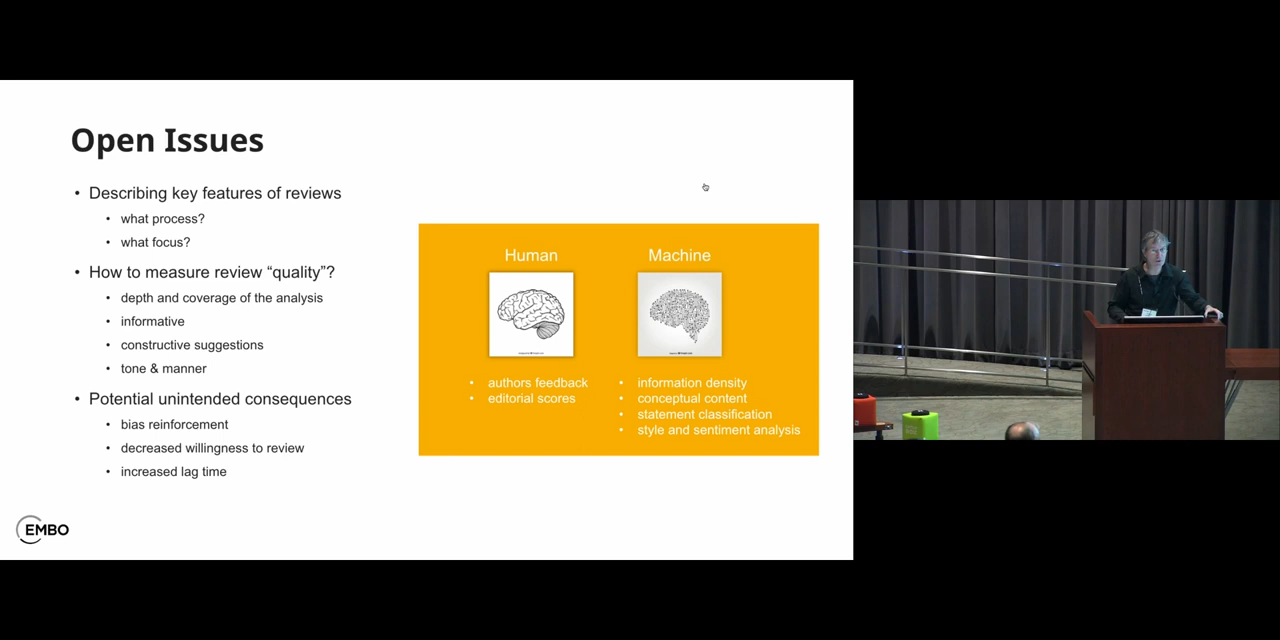 Open Issues
• Describing key features of reviews
• what process?
• what focus?
• How to measure review “quality”?
• depth and coverage of the analysis
• informative
• constructive suggestions
• tone & manner
• Potential unintended consequences
• bias reinforcement
• decreased willingness to review
• increased lag time
Human
• authors feedback
• editorial scores
Machine
• information density
• conceptual content
• statement classification
• style and sentiment analysis
EMBO